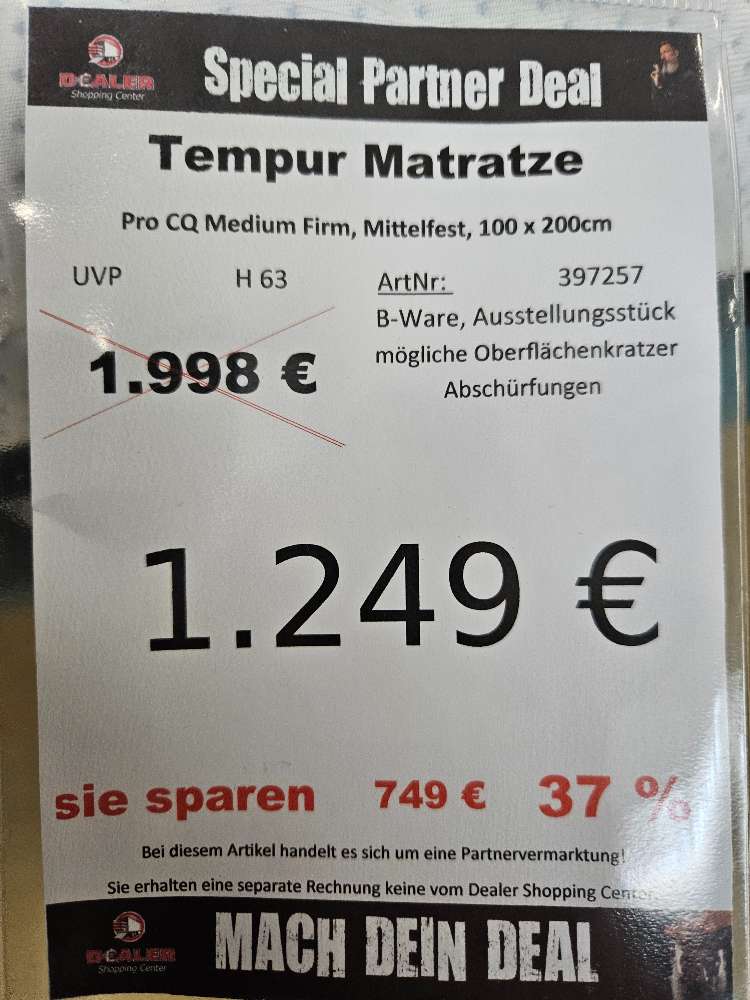 DEALER
Shopping Center
Special Partner Deal
Tempur Matratze
Pro CQ Medium Firm, Mittelfest, 100 x 200cm
UVP H 63 ArtNr: 397257
B-Ware, Ausstellungsstück
1.998 € mögliche Oberflächenkratzer
Abschürfungen
1.249 €
sie sparen 749 € 37 %
Bei diesem Artikel handelt es sich um eine Partnervermarktung!
Sie erhalten eine separate Rechnung keine vom Dealer Shopping Center
DEALER
Shopping Center
MACH DEIN DEAL